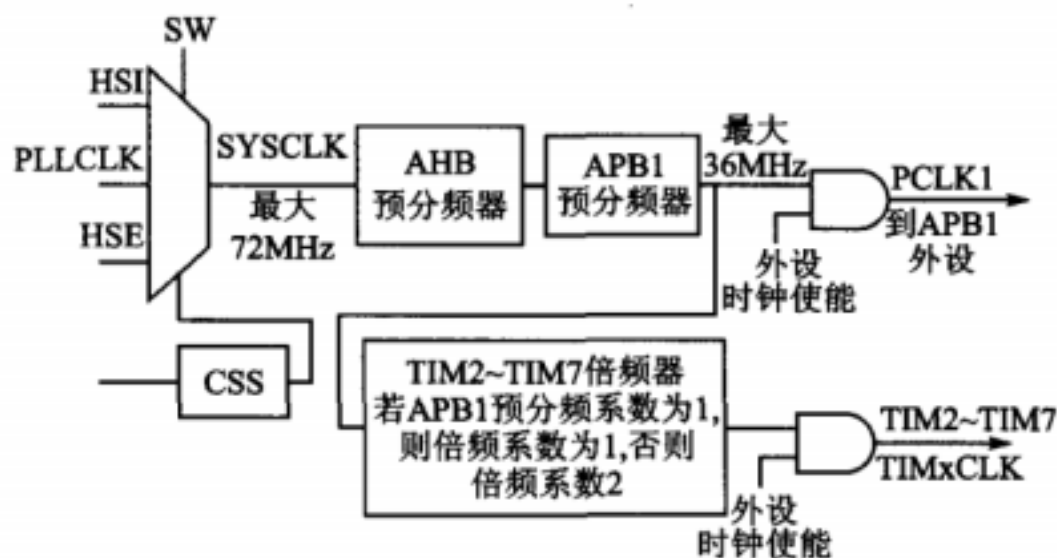 SW
HSI
PLLCLK
HSE
SYSCLK
最大
72MHz
AHB
预分频器
APB1
预分频器
最大
36MHz
PCLK1
到APB1
外设
外设
时钟使能
CSS
TIM2~TIM7倍频器
若APB1预分频系数为1,
则倍频系数为1,否则
倍频系数2
TIM2~TIM7
TIMxCLK
外设
时钟使能